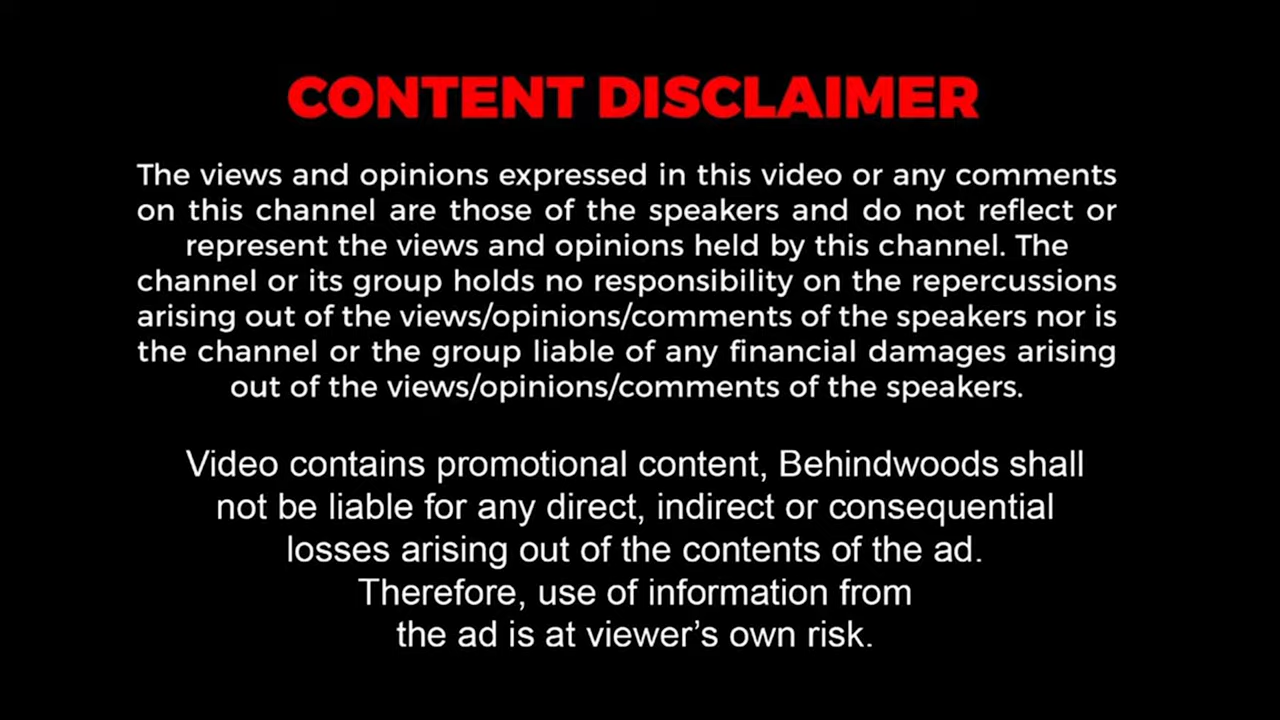 CONTENT DISCLAIMER
The views and opinions expressed in this video or any comments
on this channel are those of the speakers and do not reflect or
represent the views and opinions held by this channel. The
channel or its group holds no responsibility on the repercussions
arising out of the views/opinions/comments of the speakers nor is
the channel or the group liable of any financial damages arising
out of the views/opinions/comments of the speakers.
Video contains promotional content, Behindwoods shall
not be liable for any direct, indirect or consequential
losses arising out of the contents of the ad.
Therefore, use of information from
the ad is at viewer’s own risk.